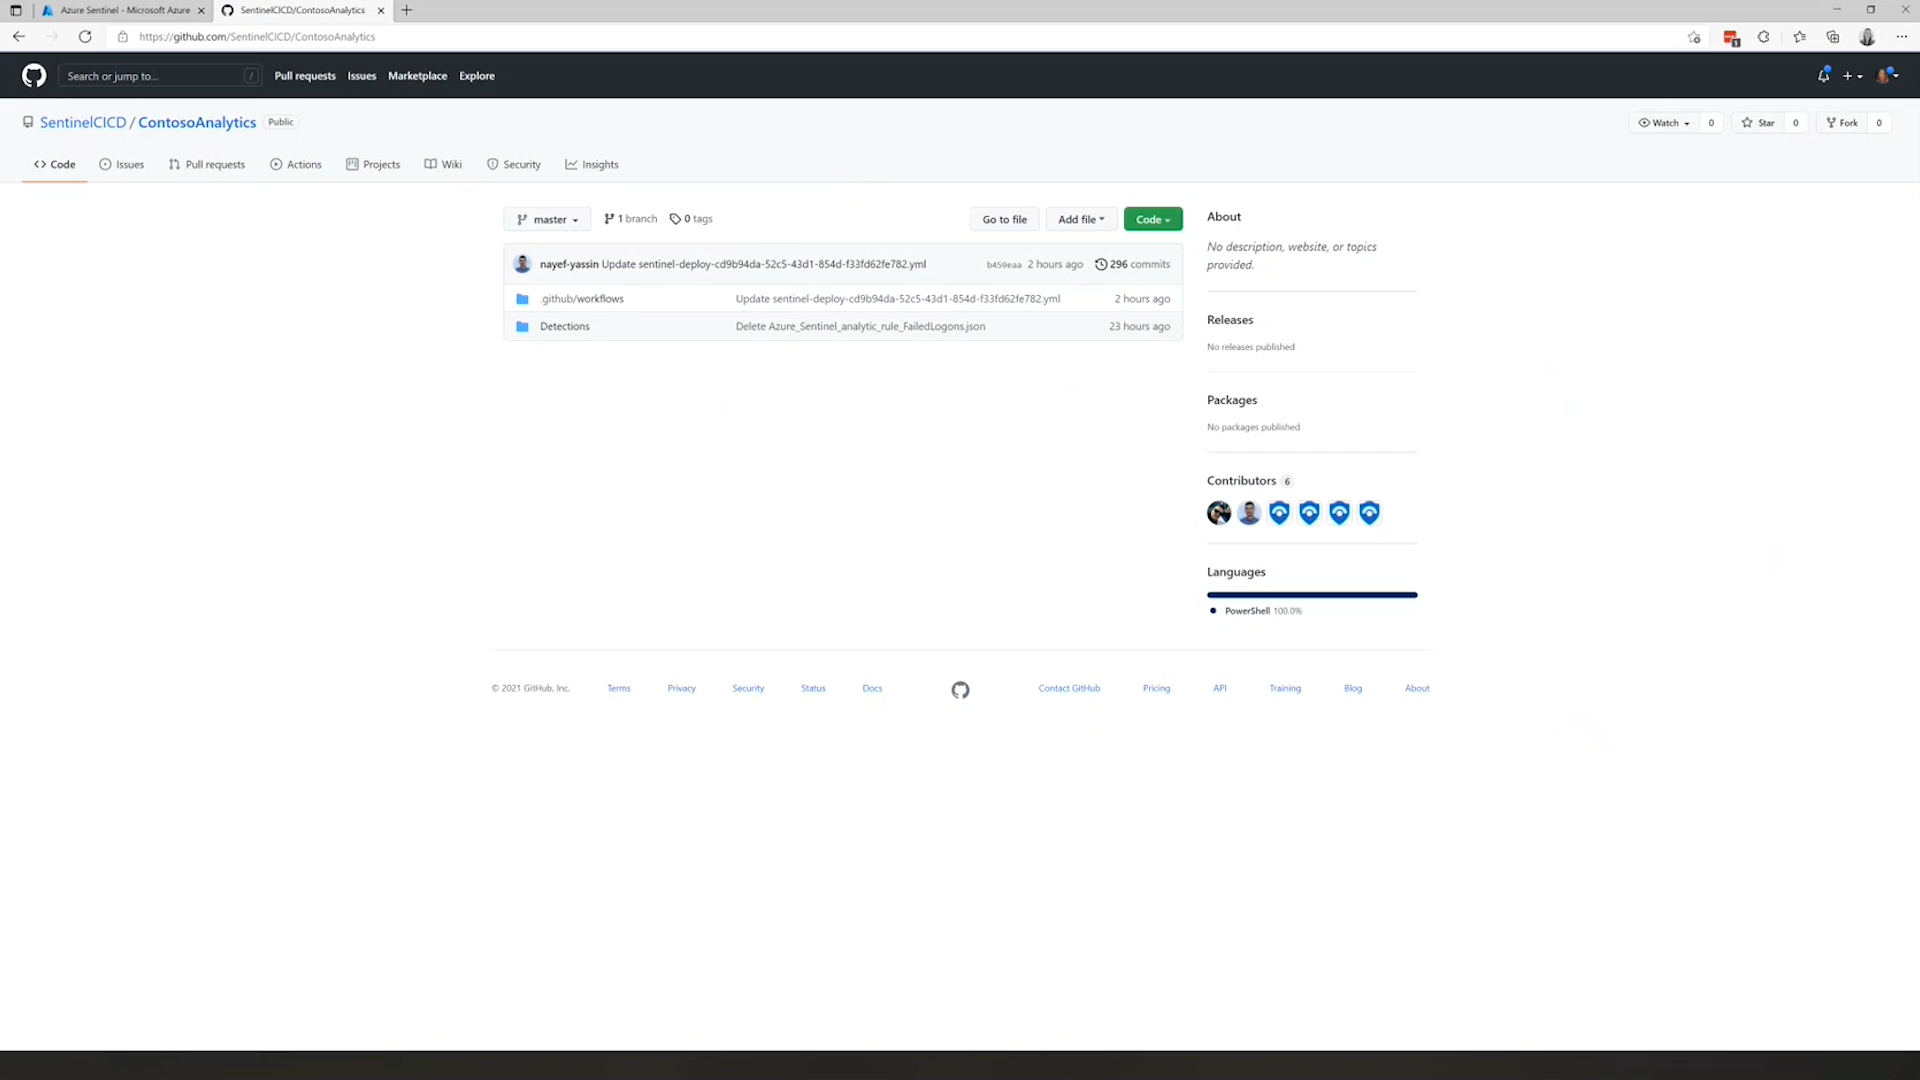 Azure Sentinel - Microsoft Azure
SentinelCICD/ContosoAnalytics
https://github.com/SentinelCICD/ContosoAnalytics
1
Search or jump to...
/
Pull requests
Issues
Marketplace
Explore
SentinelCICD / ContosoAnalytics
Public
Watch
0
Star
0
Fork
0
Code
Issues
Pull requests
Actions
Projects
Wiki
Security
Insights
master
1 branch
0 tags
Go to file
Add file
Code
nayef-yassin Update sentinel-deploy-cd9b94da-52c5-43d1-854d-f33fd62fe782.yml
b459eaa 2 hours ago
296 commits
.github/workflows
Update sentinel-deploy-cd9b94da-52c5-43d1-854d-f33fd62fe782.yml
2 hours ago
Detections
Delete Azure_Sentinel_analytic_rule_FailedLogons.json
23 hours ago
About
No description, website, or topics
provided.
Releases
No releases published
Packages
No packages published
Contributors 6
Languages
PowerShell 100.0%
© 2021 GitHub, Inc.
Terms
Privacy
Security
Status
Docs
Contact GitHub
Pricing
API
Training
Blog
About